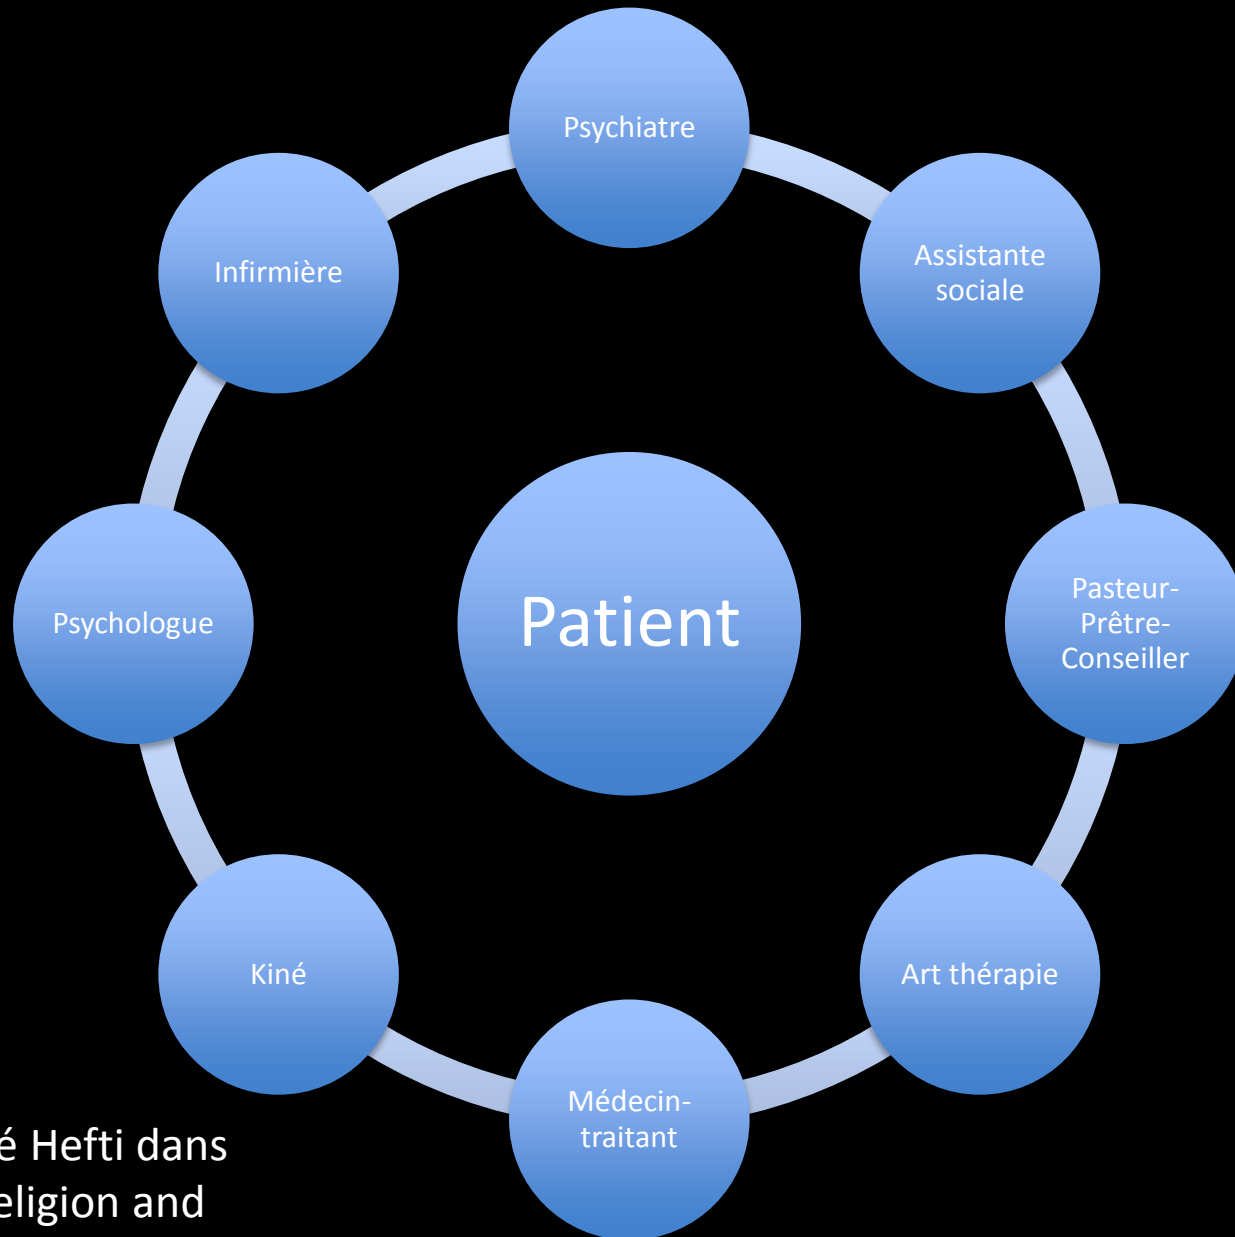 Psychiatre
Infirmière
Assistante
sociale
Psychologue
Patient
Pasteur-
Prêtre-
Conseiller
Kiné
Art thérapie
Médecin-
traitant
é Hefti dans
eligion and